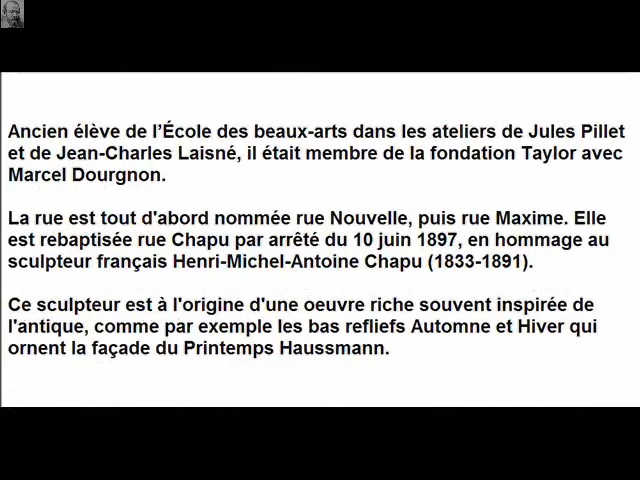 Ancien élève de l’École des beaux-arts dans les ateliers de Jules Pillet
et de Jean-Charles Laisné, il était membre de la fondation Taylor avec
Marcel Dourgnon.
La rue est tout d'abord nommée rue Nouvelle, puis rue Maxime. Elle
est rebaptisée rue Chapu par arrêté du 10 juin 1897, en hommage au
sculpteur français Henri-Michel-Antoine Chapu (1833-1891).
Ce sculpteur est à l'origine d'une oeuvre riche souvent inspirée de
l'antique, comme par exemple les bas refliefs Automne et Hiver qui
ornent la façade du Printemps Haussmann.